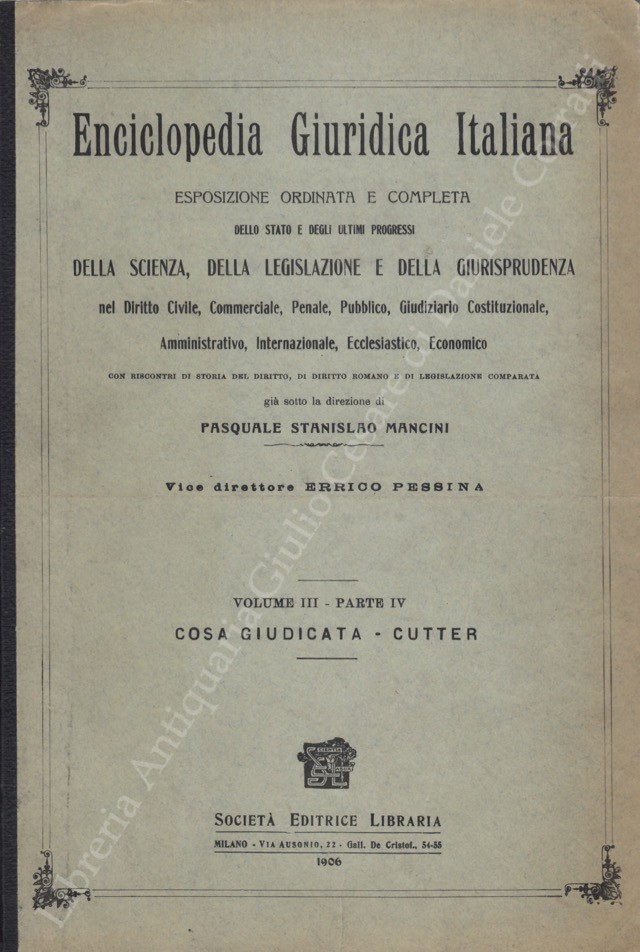 Enciclopedia Giuridica Italiana
ESPOSIZIONE ORDINATA E COMPLETA
DELLO STATO E DEGLI ULTIMI PROGRESSI
DELLA SCIENZA, DELLA LEGISLAZIONE E DELLA GIURISPRUDENZA
nel Diritto Civile, Commerciale, Penale, Pubblico, Giudiziario Costituzionale,
Amministrativo, Internazionale, Ecclesiastico, Economico
CON RISCONTRI DI STORIA DEL DIRITTO, DI DIRITTO ROMANO E DI LEGISLAZIONE COMPARATA
già sotto la direzione di
PASQUALE STANISLAO MANCINI
Vice direttore ERRICO PESSINA
VOLUME III - PARTE IV
COSA GIUDICATA - CUTTER
SOCIETÀ EDITRICE LIBRARIA
MILANO - VIA AUSONIO, 22 - Gall. De Cristof., 54-55
1906
Libreria Antiquaria Giulio Cesare di Daniele Corradi